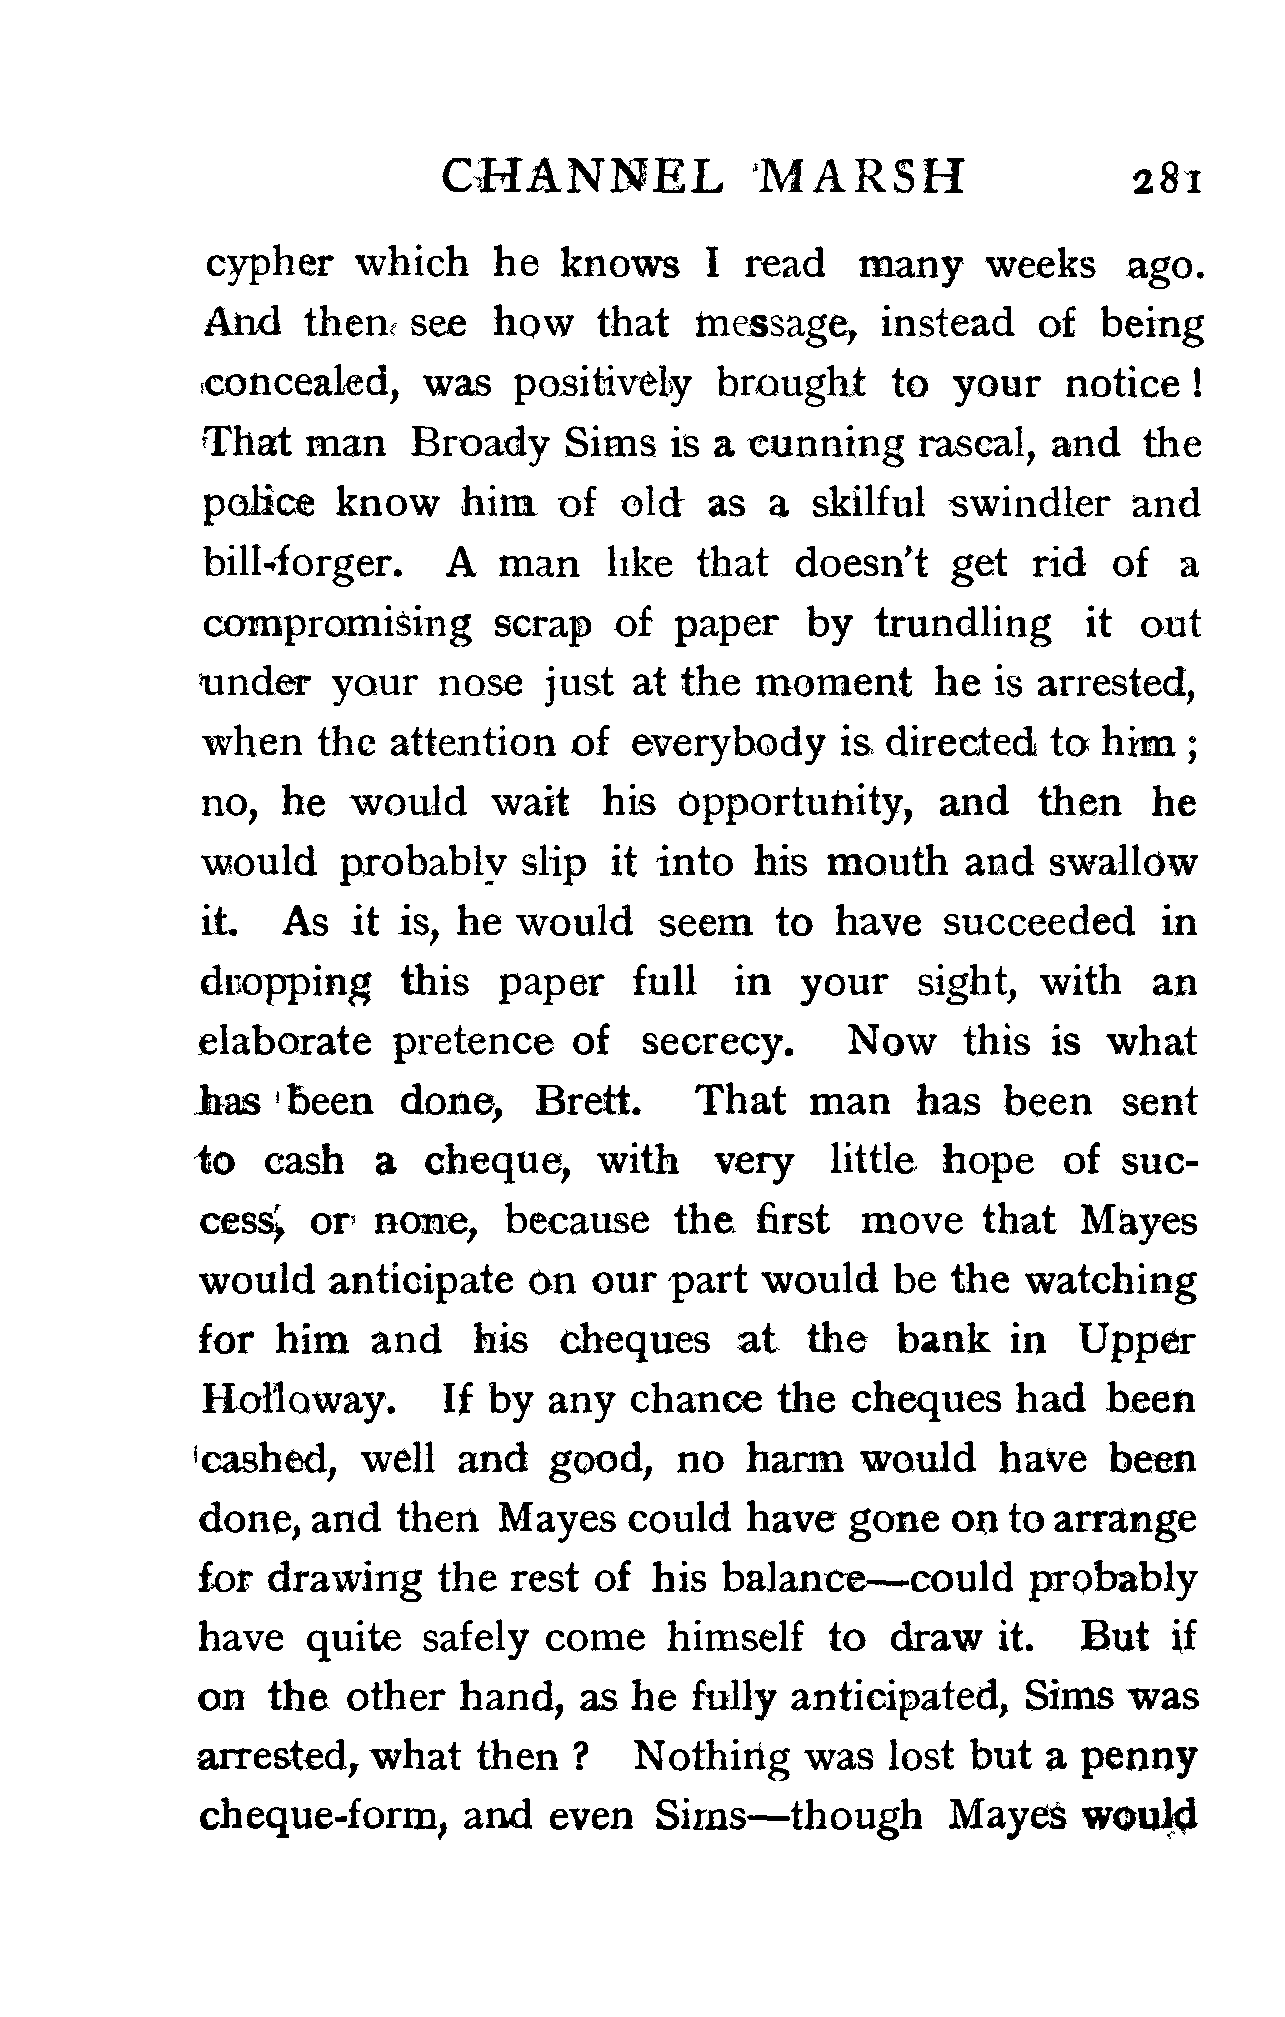 CHANNEL MARSH 281
cypher which he knows I read many weeks ago.
And then see how that message, instead of being
concealed, was positively brought to your notice !
That man Broady Sims is a cunning rascal, and the
police know him of old as a skilful swindler and
bill-forger. A man like that doesn't get rid of a
compromising scrap of paper by trundling it out
under your nose just at the moment he is arrested,
when the attention of everybody is directed to him ;
no, he would wait his opportunity, and then he
would probably slip it into his mouth and swallow
it. As it is, he would seem to have succeeded in
dropping this paper full in your sight, with an
elaborate pretence of secrecy. Now this is what
has been done, Brett. That man has been sent
to cash a cheque, with very little hope of suc-
cess, or none, because the first move that Mayes
would anticipate on our part would be the watching
for him and his cheques at the bank in Upper
Holloway. If by any chance the cheques had been
cashed, well and good, no harm would have been
done, and then Mayes could have gone on to arrange
for drawing the rest of his balance—could probably
have quite safely come himself to draw it. But if
on the other hand, as he fully anticipated, Sims was
arrested, what then ? Nothing was lost but a penny
cheque-form, and even Sims—though Mayes would